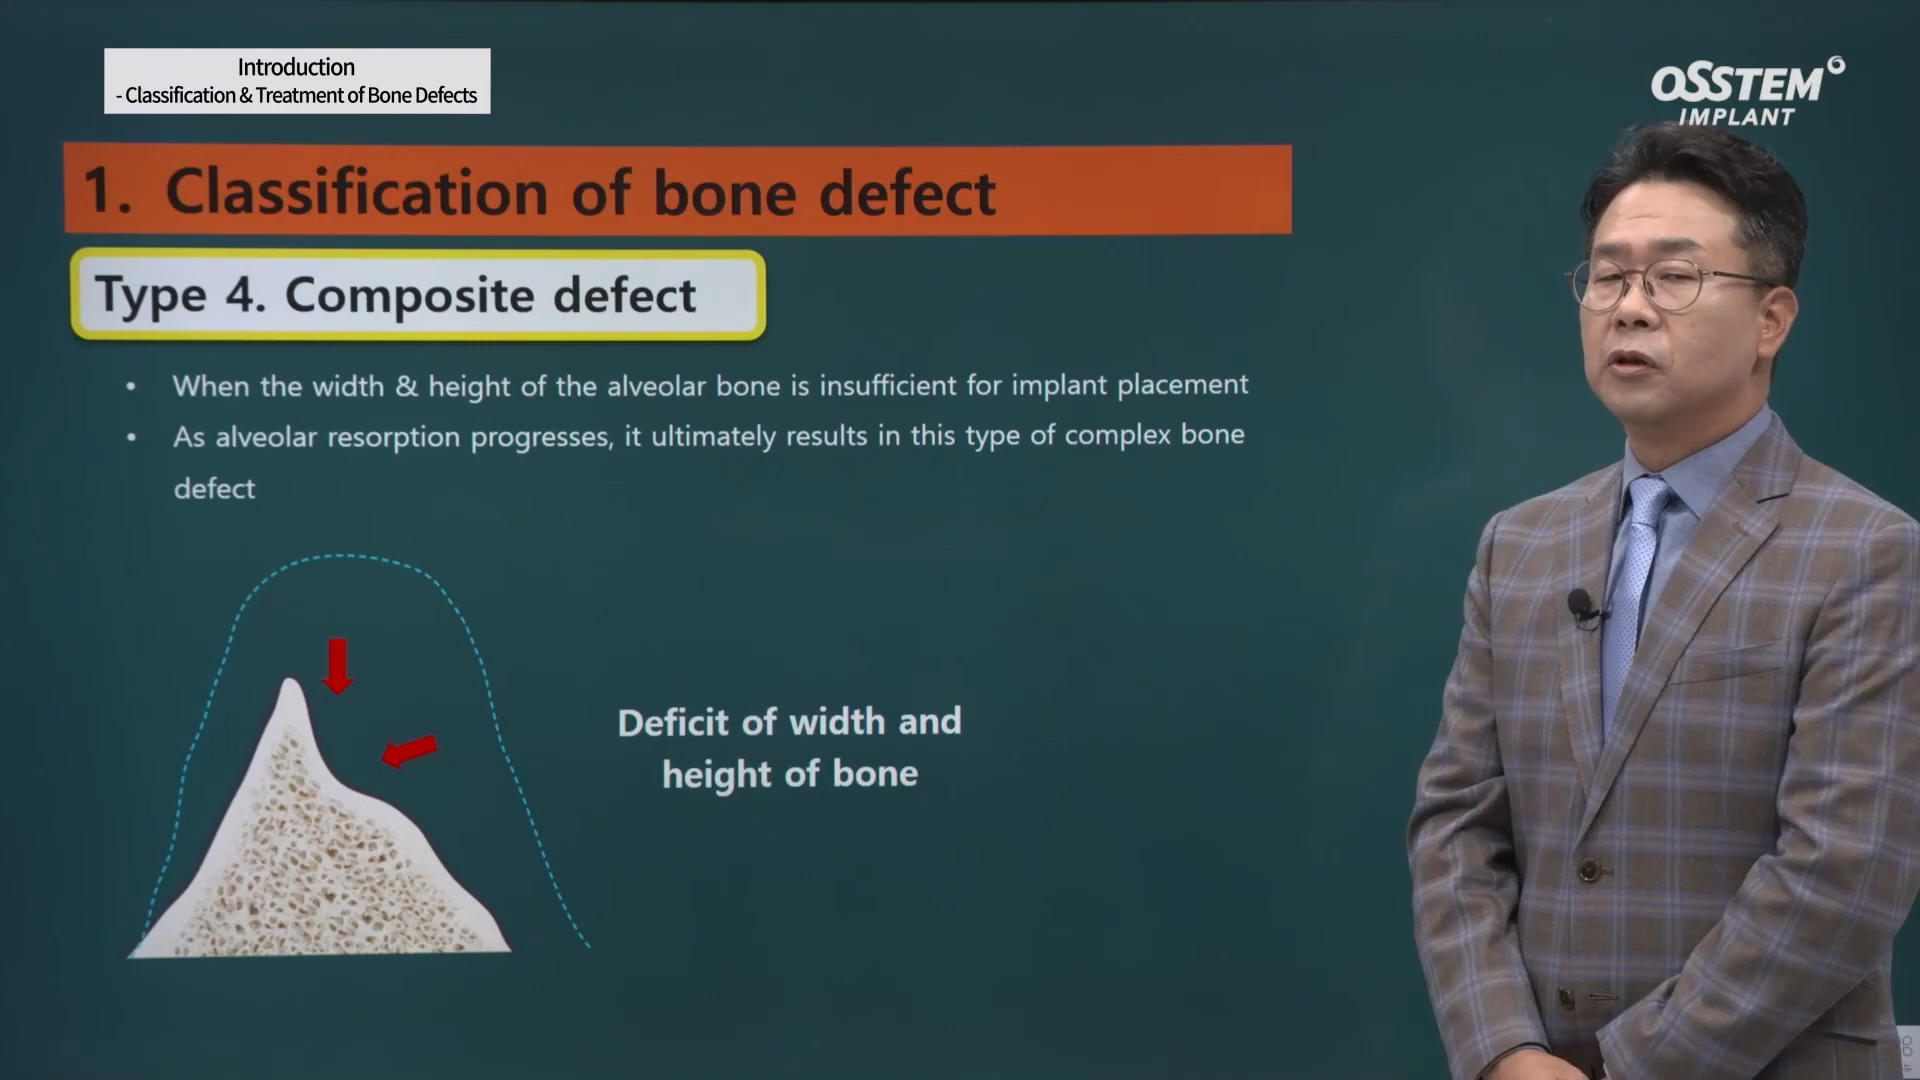 Introduction
- Classification & Treatment of Bone Defects
OSSTEM
IMPLANT
1. Classification of bone defect
Type 4. Composite defect
• When the width & height of the alveolar bone is insufficient for implant placement
• As alveolar resorption progresses, it ultimately results in this type of complex bone
defect
Deficit of width and
height of bone